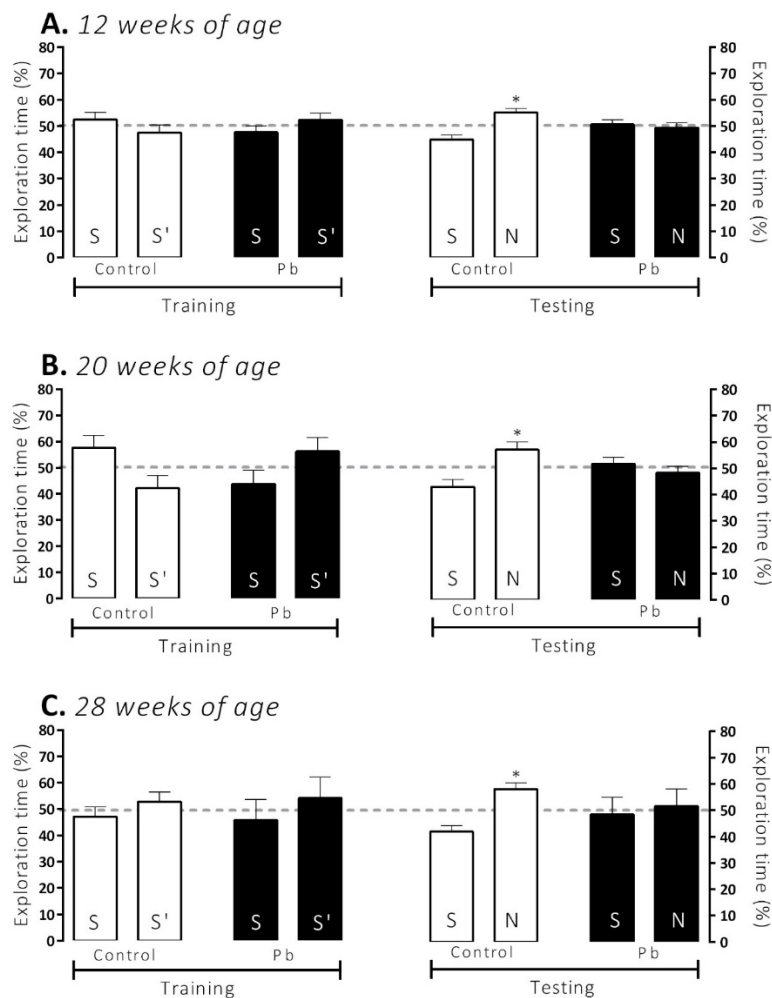 A. 12 weeks of age
Exploration time (%)
80
70
60
50
40
30
20
10
0
S S' S S'
Control Pb
Training
*
S N S N
Control Pb
Testing
80
70
60
50
40
30
20
10
0
Exploration time (%)
B. 20 weeks of age
Exploration time (%)
80
70
60
50
40
30
20
10
0
S S' S S'
Control Pb
Training
*
S N S N
Control Pb
Testing
80
70
60
50
40
30
20
10
0
Exploration time (%)
C. 28 weeks of age
Exploration time (%)
80
70
60
50
40
30
20
10
0
S S' S S'
Control Pb
Training
*
S N S N
Control Pb
Testing
80
70
60
50
40
30
20
10
0
Exploration time (%)